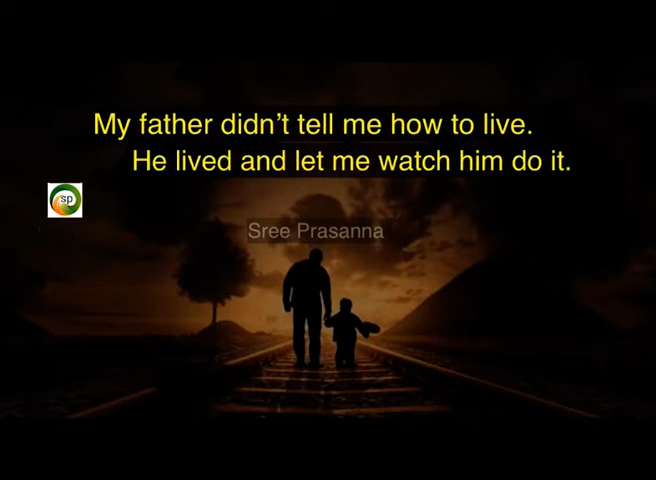 My father didn’t tell me how to live.
He lived and let me watch him do it.
sp
Sree Prasanna